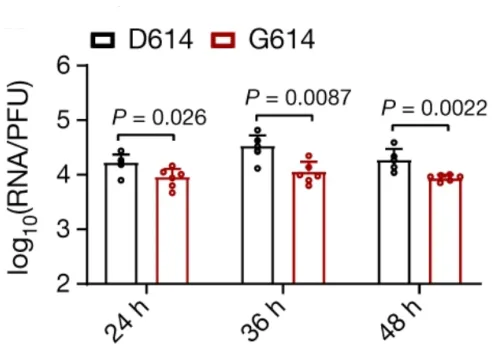 D614 G614
log10(RNA/PFU)
6
5
4
3
2
P = 0.026
P = 0.0087
P = 0.0022
24 h
36 h
48 h